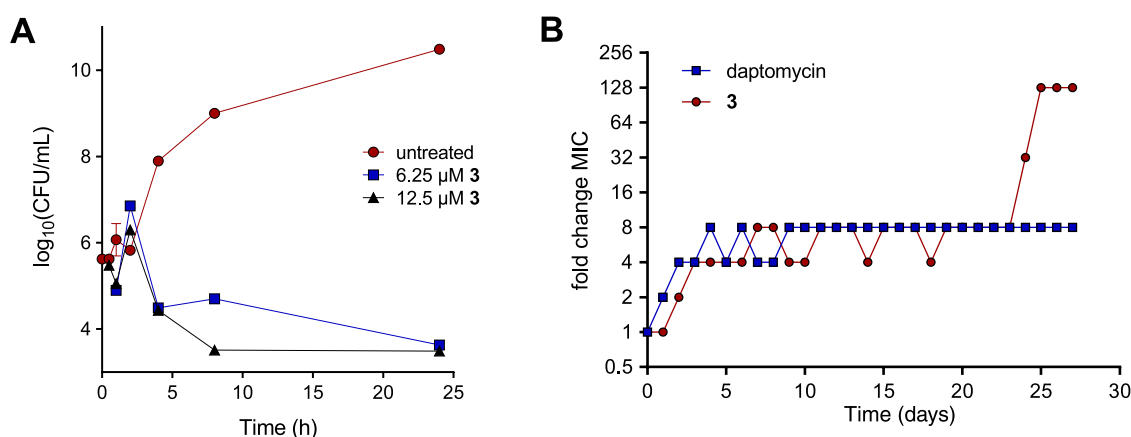 A
log10(CFU/mL)
10
8
6
4
0 5 10 15 20 25
Time (h)
untreated
6.25 µM 3
12.5 µM 3
B
fold change MIC
256
128
64
32
16
8
4
2
1
0.5
0 5 10 15 20 25 30
Time (days)
daptomycin
3